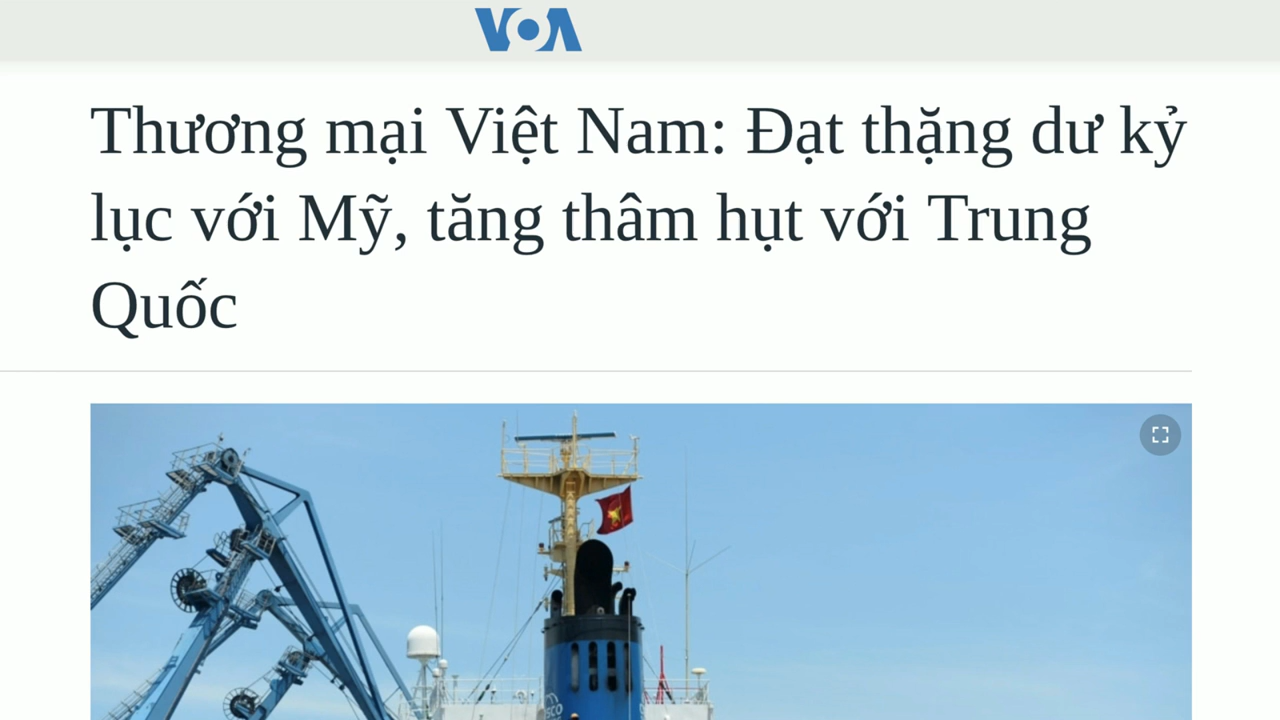 VOA
Thương mại Việt Nam: Đạt thặng dư kỷ
lục với Mỹ, tăng thâm hụt với Trung
Quốc